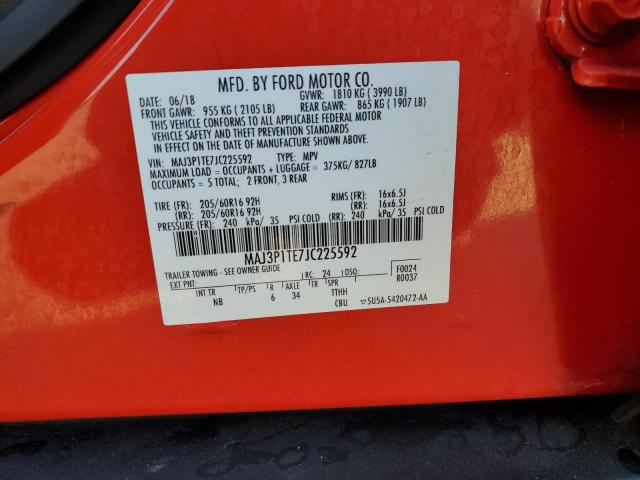 MFD. BY FORD MOTOR CO.
DATE: 06/18 GVWR: 1810 KG ( 3990 LB)
FRONT GAWR: 955 KG ( 2105 LB) REAR GAWR: 865 KG ( 1907 LB)
THIS VEHICLE CONFORMS TO ALL APPLICABLE FEDERAL MOTOR
VEHICLE SAFETY AND THEFT PREVENTION STANDARDS
IN EFFECT ON THE DATE OF MANUFACTURE SHOWN ABOVE.
VIN: MAJ3P1TE7JC225592 TYPE: MPV
MAXIMUM LOAD = OCCUPANTS + LUGGAGE = 375KG/ 827LB
OCCUPANTS = 5 TOTAL; 2 FRONT, 3 REAR
TIRE (FR): 205/60R16 92H RIMS (FR): 16x6.5J
(RR): 205/60R16 92H (RR): 16x6.5J
PRESSURE (FR): 240 kPa/ 35 PSI COLD (RR): 240 kPa/ 35 PSI COLD
MAJ3P1TE7JC225592
TRAILER TOWING - SEE OWNER GUIDE
EXT PNT: RC: 24 DSO: F0024
R0037
INT TR TP/PS R AXLE TR SPR
NB 6 34 TTHH
CBU ▽5U5A-5420472-AA